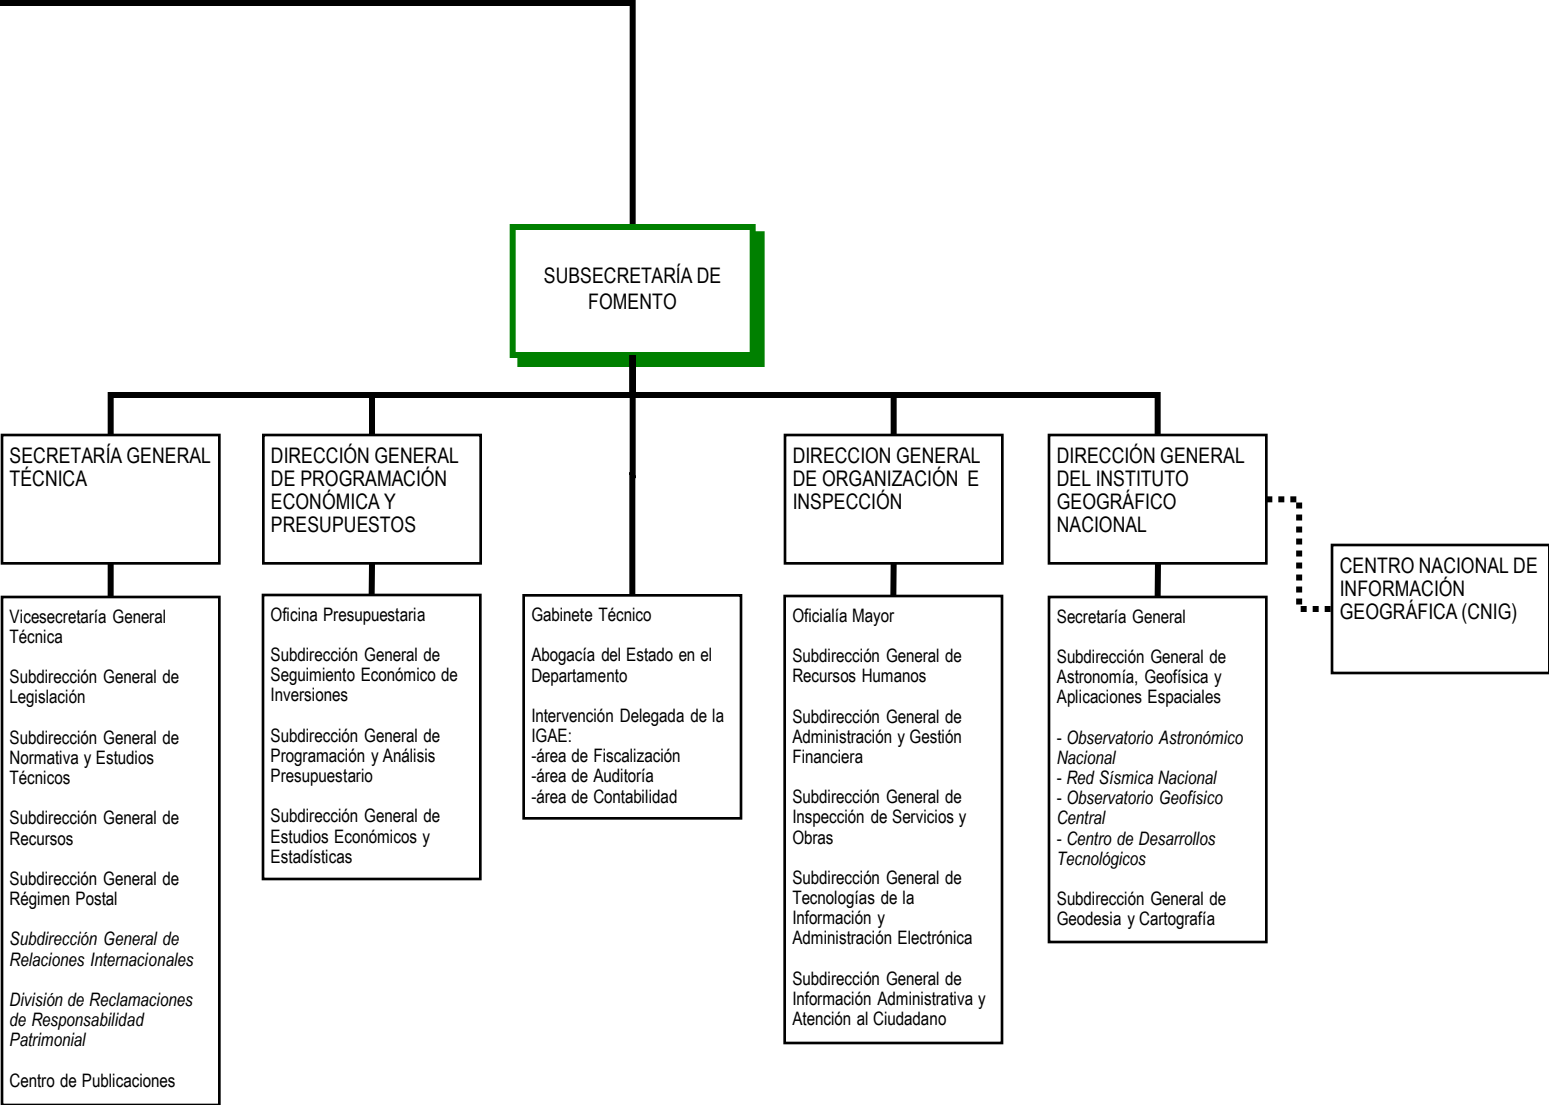 SUBSECRETARÍA DE
FOMENTO
SECRETARÍA GENERAL
TÉCNICA
DIRECCIÓN GENERAL
DE PROGRAMACIÓN
ECONÓMICA Y
PRESUPUESTOS
DIRECCION GENERAL
DE ORGANIZACIÓN E
INSPECCIÓN
DIRECCIÓN GENERAL
DEL INSTITUTO
GEOGRÁFICO
NACIONAL
CENTRO NACIONAL DE
INFORMACIÓN
GEOGRÁFICA (CNIG)
Vicesecretaría General
Técnica
Subdirección General de
Legislación
Subdirección General de
Normativa y Estudios
Técnicos
Subdirección General de
Recursos
Subdirección General de
Régimen Postal
Subdirección General de
Relaciones Internacionales
División de Reclamaciones
de Responsabilidad
Patrimonial
Centro de Publicaciones
Oficina Presupuestaria
Subdirección General de
Seguimiento Económico de
Inversiones
Subdirección General de
Programación y Análisis
Presupuestario
Subdirección General de
Estudios Económicos y
Estadísticas
Gabinete Técnico
Abogacía del Estado en el
Departamento
Intervención Delegada de la
IGAE:
-área de Fiscalización
-área de Auditoría
-área de Contabilidad
Oficialía Mayor
Subdirección General de
Recursos Humanos
Subdirección General de
Administración y Gestión
Financiera
Subdirección General de
Inspección de Servicios y
Obras
Subdirección General de
Tecnologías de la
Información y
Administración Electrónica
Subdirección General de
Información Administrativa y
Atención al Ciudadano
Secretaría General
Subdirección General de
Astronomía, Geofísica y
Aplicaciones Espaciales
- Observatorio Astronómico
Nacional
- Red Sísmica Nacional
- Observatorio Geofísico
Central
- Centro de Desarrollos
Tecnológicos
Subdirección General de
Geodesia y Cartografía